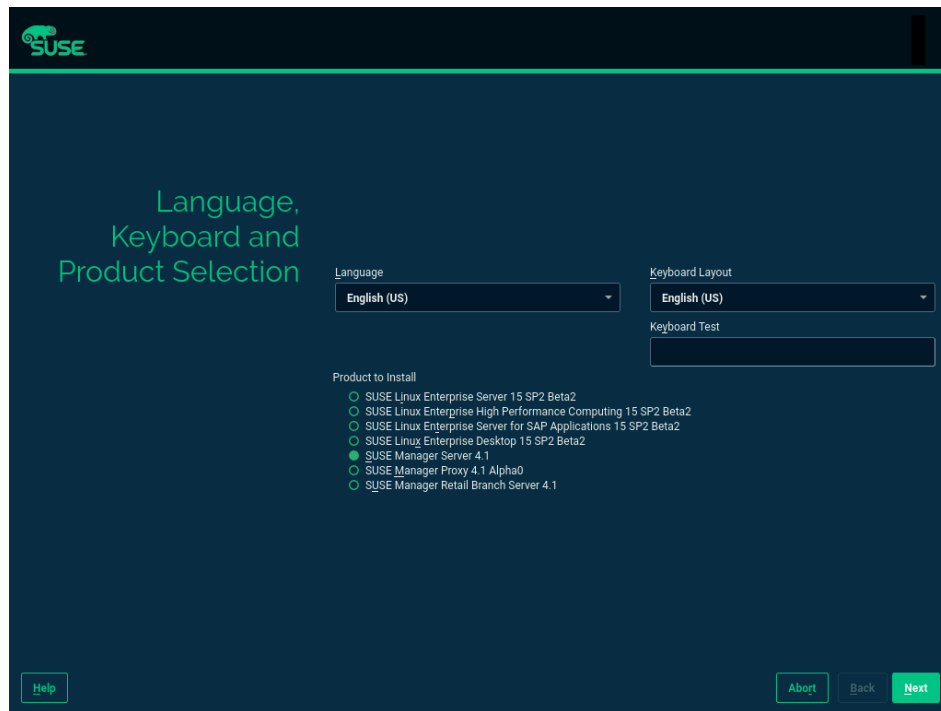 SUSE
Language,
Keyboard and
Product Selection
Language
Keyboard Layout
English (US)
English (US)
Keyboard Test
Product to Install
SUSE Linux Enterprise Server 15 SP2 Beta2
SUSE Linux Enterprise High Performance Computing 15 SP2 Beta2
SUSE Linux Enterprise Server for SAP Applications 15 SP2 Beta2
SUSE Linux Enterprise Desktop 15 SP2 Beta2
SUSE Manager Server 4.1
SUSE Manager Proxy 4.1 Alpha0
SUSE Manager Retail Branch Server 4.1
Help
Abort
Back
Next